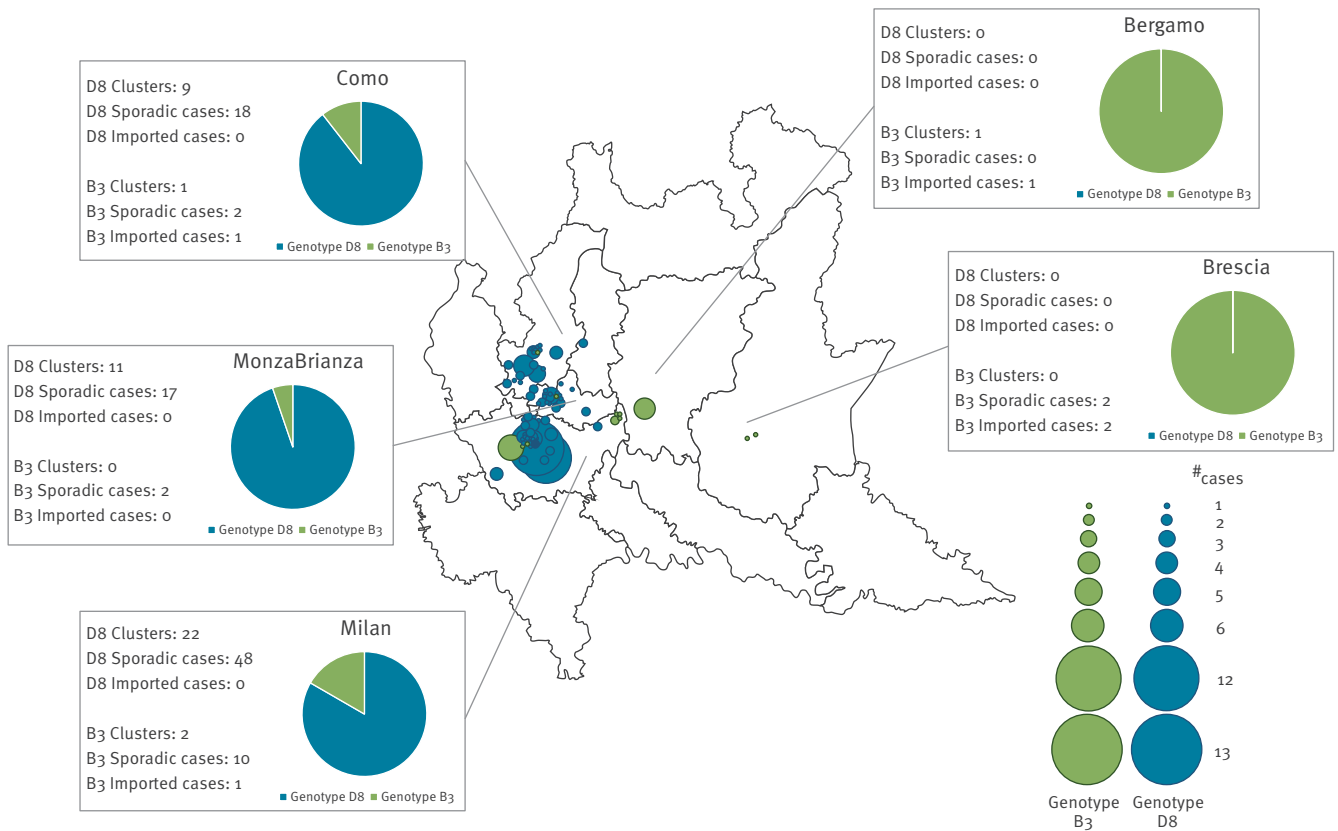 Como
D8 Clusters: 9
D8 Sporadic cases: 18
D8 Imported cases: 0
B3 Clusters: 1
B3 Sporadic cases: 2
B3 Imported cases: 1
Genotype D8 Genotype B3
Bergamo
D8 Clusters: 0
D8 Sporadic cases: 0
D8 Imported cases: 0
B3 Clusters: 1
B3 Sporadic cases: 0
B3 Imported cases: 1
Genotype D8 Genotype B3
Brescia
D8 Clusters: 0
D8 Sporadic cases: 0
D8 Imported cases: 0
B3 Clusters: 0
B3 Sporadic cases: 2
B3 Imported cases: 2
Genotype D8 Genotype B3
MonzaBrianza
D8 Clusters: 11
D8 Sporadic cases: 17
D8 Imported cases: 0
B3 Clusters: 0
B3 Sporadic cases: 2
B3 Imported cases: 0
Genotype D8 Genotype B3
Milan
D8 Clusters: 22
D8 Sporadic cases: 48
D8 Imported cases: 0
B3 Clusters: 2
B3 Sporadic cases: 10
B3 Imported cases: 1
Genotype D8 Genotype B3
#cases
1
2
3
4
5
6
12
13
Genotype B3
Genotype D8